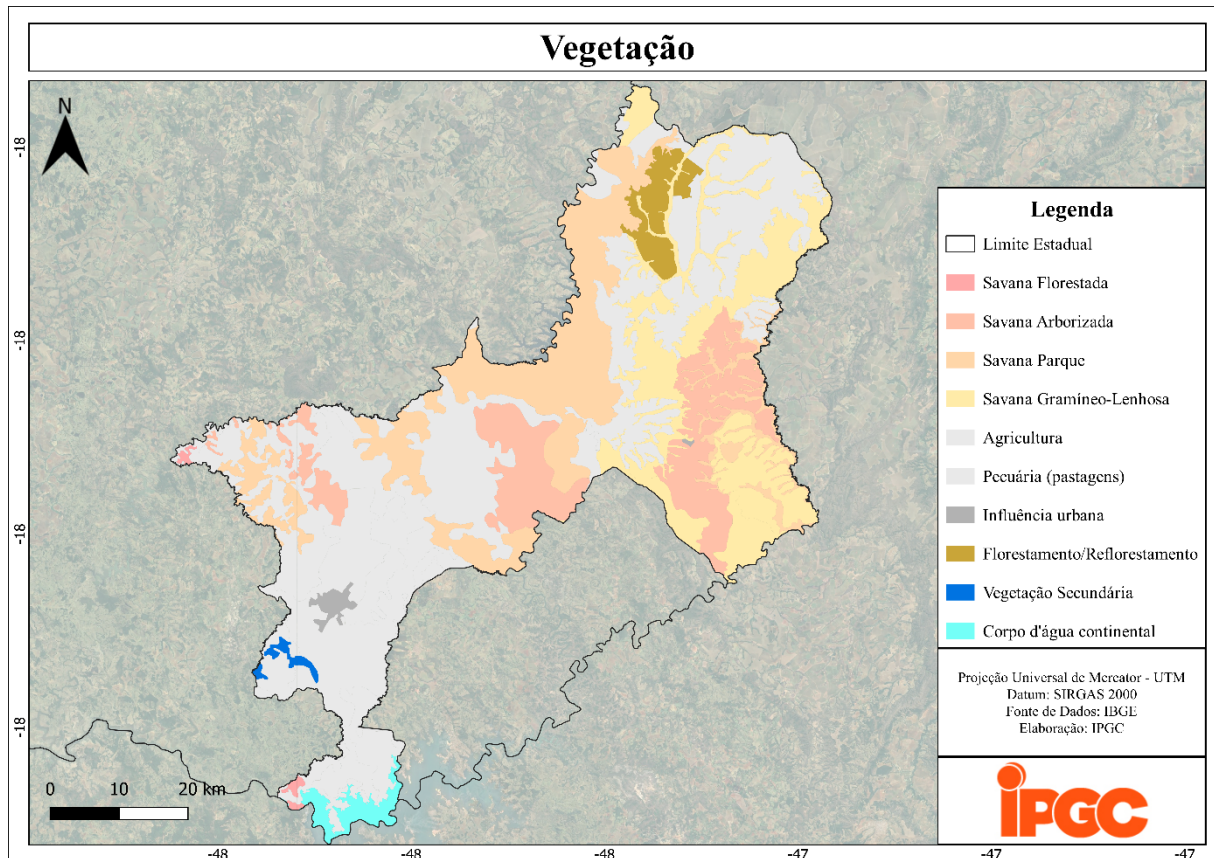 Vegetação
N
-18
-18
-18
-18
Legenda
Limite Estadual
Savana Florestada
Savana Arborizada
Savana Parque
Savana Gramíneo-Lenhosa
Agricultura
Pecuária (pastagens)
Influência urbana
Florestamento/Reflorestamento
Vegetação Secundária
Corpo d'água continental
Projeção Universal de Mercator - UTM
Datum: SIRGAS 2000
Fonte de Dados: IBGE
Elaboração: IPGC
0 10 20 km
iPGC
-48 -48 -48 -47 -47 -47